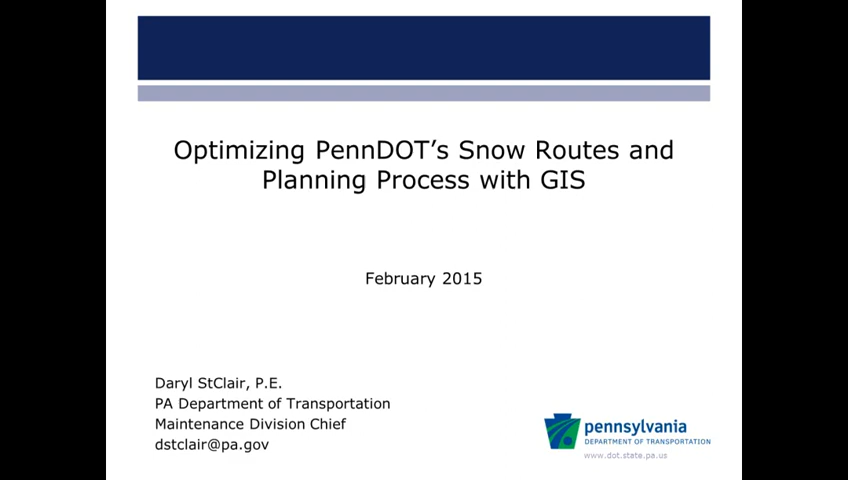 Optimizing PennDOT's Snow Routes and
Planning Process with GIS
February 2015
Daryl StClair, P.E.
PA Department of Transportation
Maintenance Division Chief
dstclair@pa.gov
pennsylvania
DEPARTMENT OF TRANSPORTATION
www.dot.state.pa.us